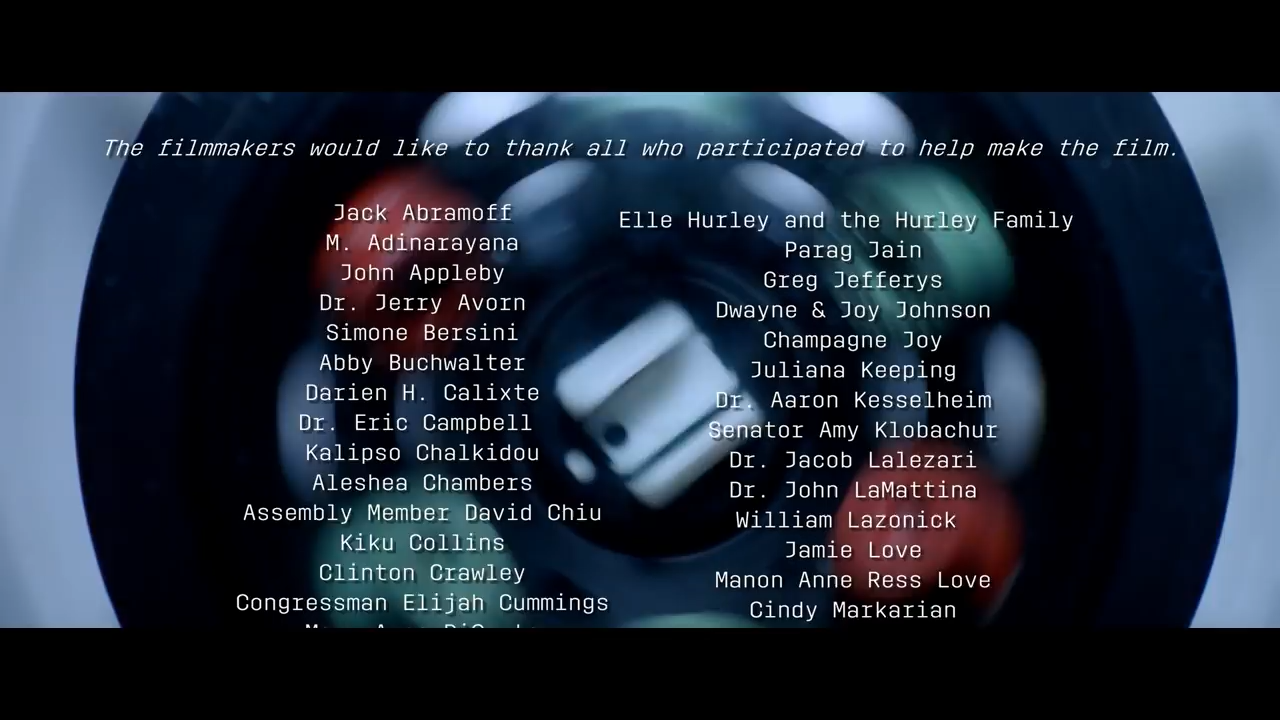 The filmmakers would like to thank all who participated to help make the film.
Jack Abramoff
M. Adinarayana
John Appleby
Dr. Jerry Avorn
Simone Bersini
Abby Buchwalter
Darien H. Calixte
Dr. Eric Campbell
Kalipso Chalkidou
Aleshea Chambers
Assembly Member David Chiu
Kiku Collins
Clinton Crawley
Congressman Elijah Cummings
Elle Hurley and the Hurley Family
Parag Jain
Greg Jefferys
Dwayne & Joy Johnson
Champagne Joy
Juliana Keeping
Dr. Aaron Kesselheim
Senator Amy Klobachur
Dr. Jacob Lalezari
Dr. John LaMattina
William Lazonick
Jamie Love
Manon Anne Ress Love
Cindy Markarian